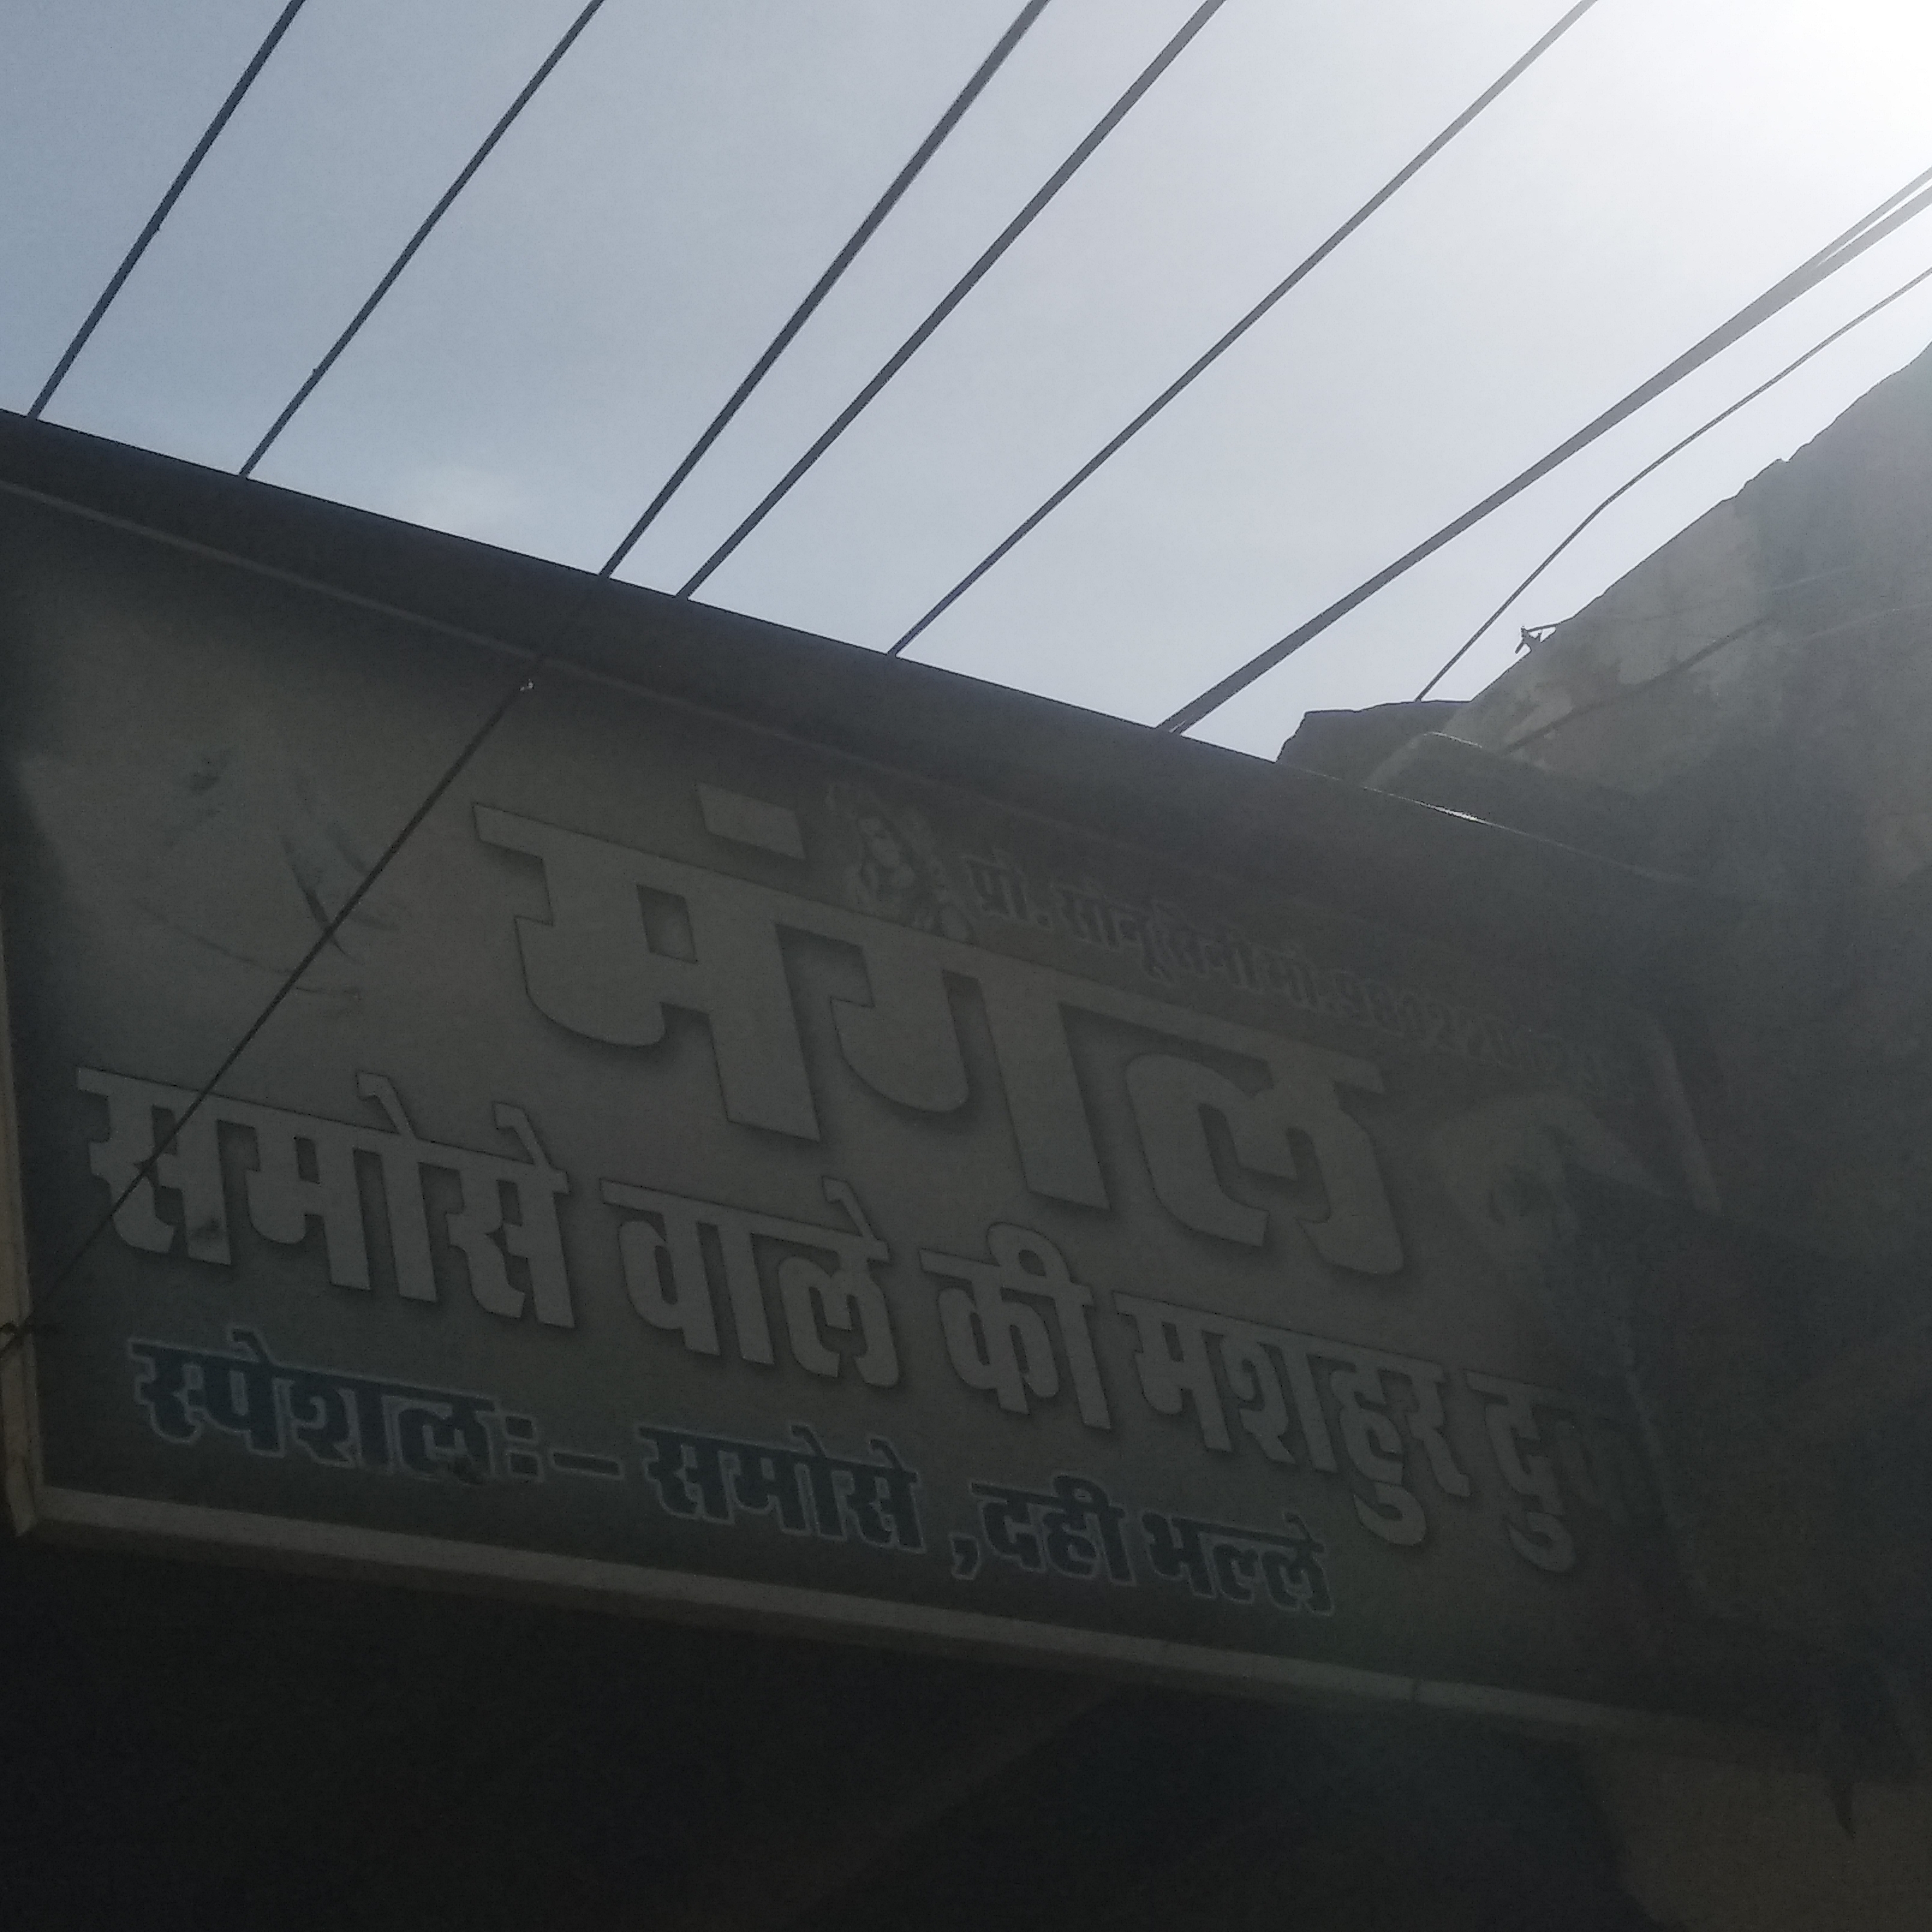 प्रो. सोनू
मंगल
समोसे वाले की मशहुर
स्पेशल:- समोसे ,दही भल्ले